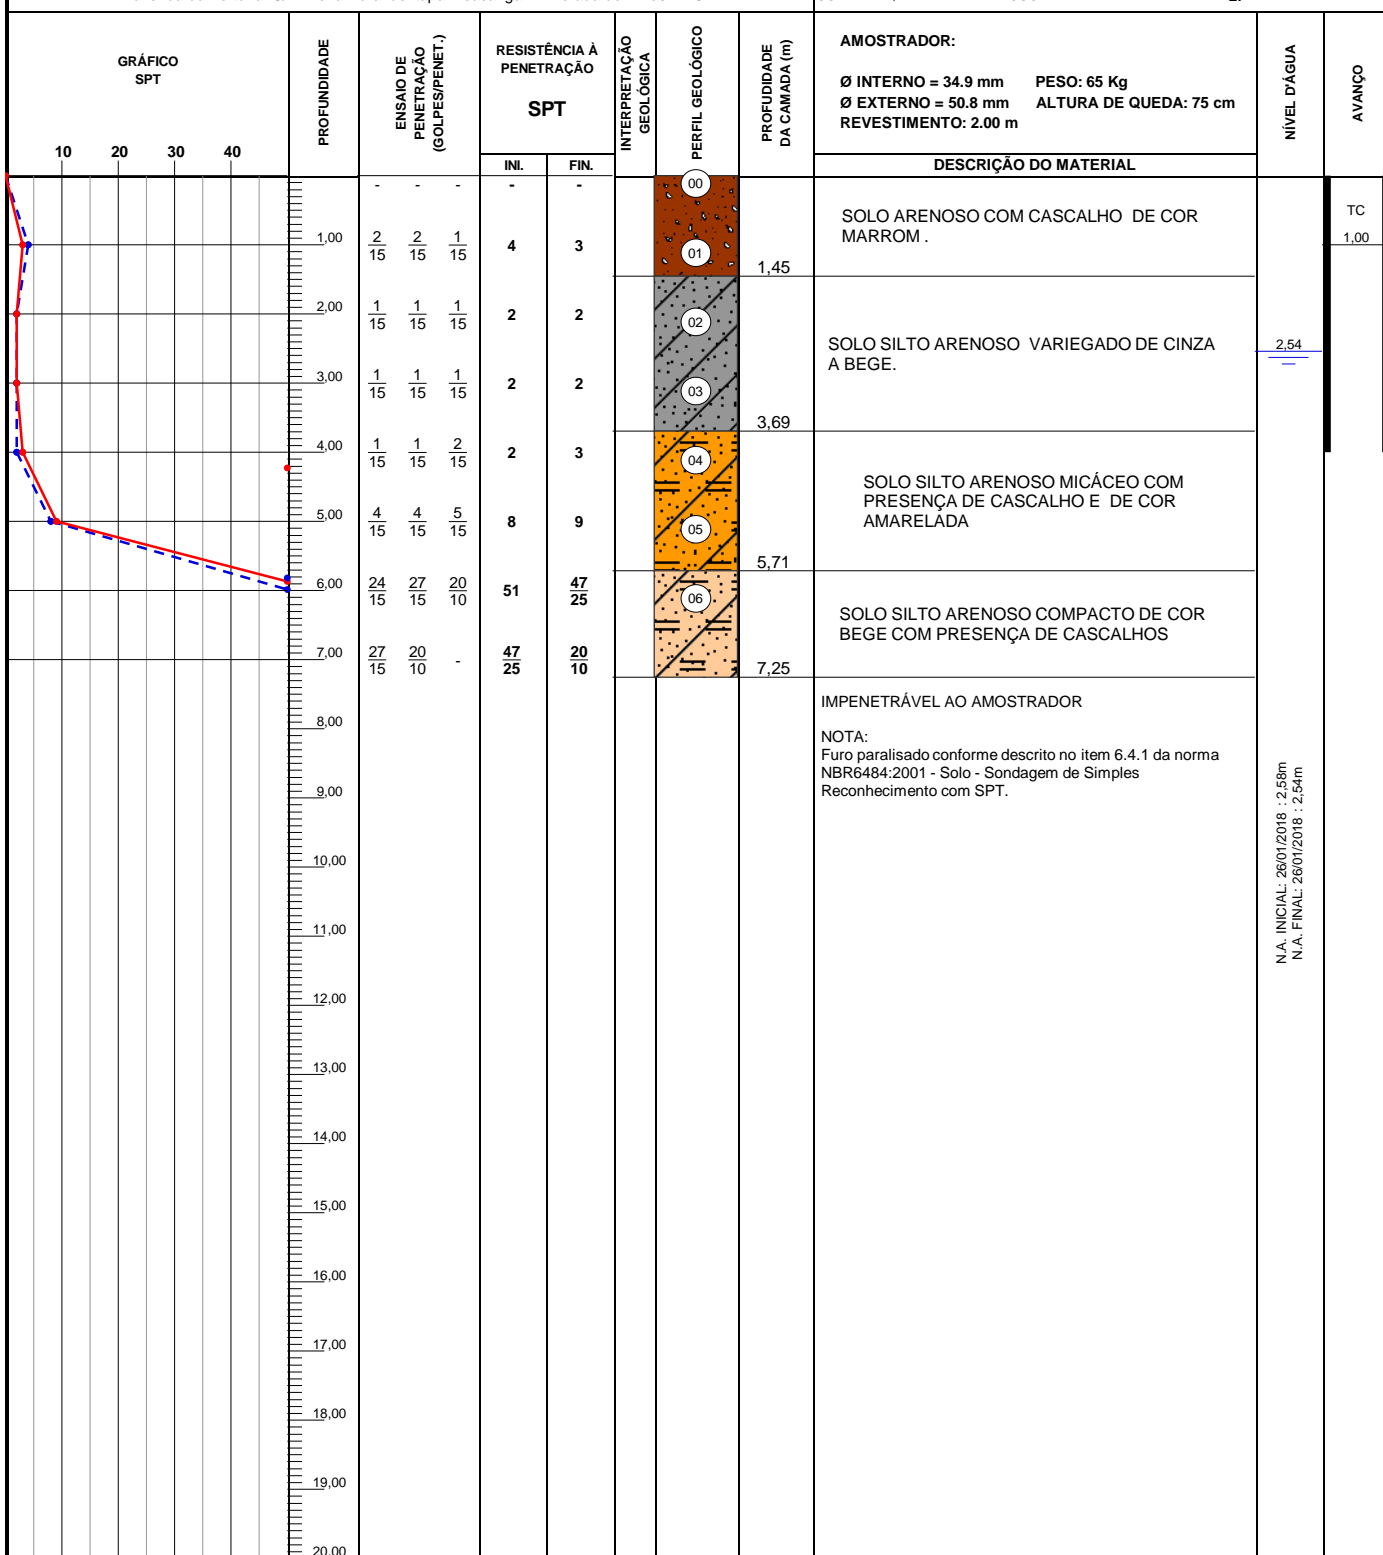 GRÁFICO
SPT
10 20 30 40
PROFUNDIDADE
ENSAIO DE
PENETRAÇÃO
(GOLPES/PENET.)
RESISTÊNCIA À
PENETRAÇÃO
SPT
INI. FIN.
INTERPRETAÇÃO
GEOLÓGICA
PERFIL GEOLÓGICO
PROFUDIDADE
DA CAMADA (m)
AMOSTRADOR:
Ø INTERNO = 34.9 mm PESO: 65 Kg
Ø EXTERNO = 50.8 mm ALTURA DE QUEDA: 75 cm
REVESTIMENTO: 2.00 m
DESCRIÇÃO DO MATERIAL
NÍVEL D'ÁGUA
AVANÇO
- - - - - 00
1,00 2/15 2/15 1/15 4 3 01
1,45
SOLO ARENOSO COM CASCALHO DE COR
MARROM .
TC
1,00
2,00 1/15 1/15 1/15 2 2 02
SOLO SILTO ARENOSO VARIEGADO DE CINZA
A BEGE.
2,54
3,00 1/15 1/15 1/15 2 2 03
3,69
4,00 1/15 1/15 2/15 2 3 04
SOLO SILTO ARENOSO MICÁCEO COM
PRESENÇA DE CASCALHO E DE COR
AMARELADA
5,00 4/15 4/15 5/15 8 9 05
5,71
6,00 24/15 27/15 20/10 51 47/25 06
SOLO SILTO ARENOSO COMPACTO DE COR
BEGE COM PRESENÇA DE CASCALHOS
7,00 27/15 20/10 - 47/25 20/10
7,25
IMPENETRÁVEL AO AMOSTRADOR
NOTA:
Furo paralisado conforme descrito no item 6.4.1 da norma
NBR6484:2001 - Solo - Sondagem de Simples
Reconhecimento com SPT.
N.A. INICIAL: 26/01/2018 : 2,58m
N.A. FINAL: 26/01/2018 : 2,54m
8,00
9,00
10,00
11,00
12,00
13,00
14,00
15,00
16,00
17,00
18,00
19,00
20,00